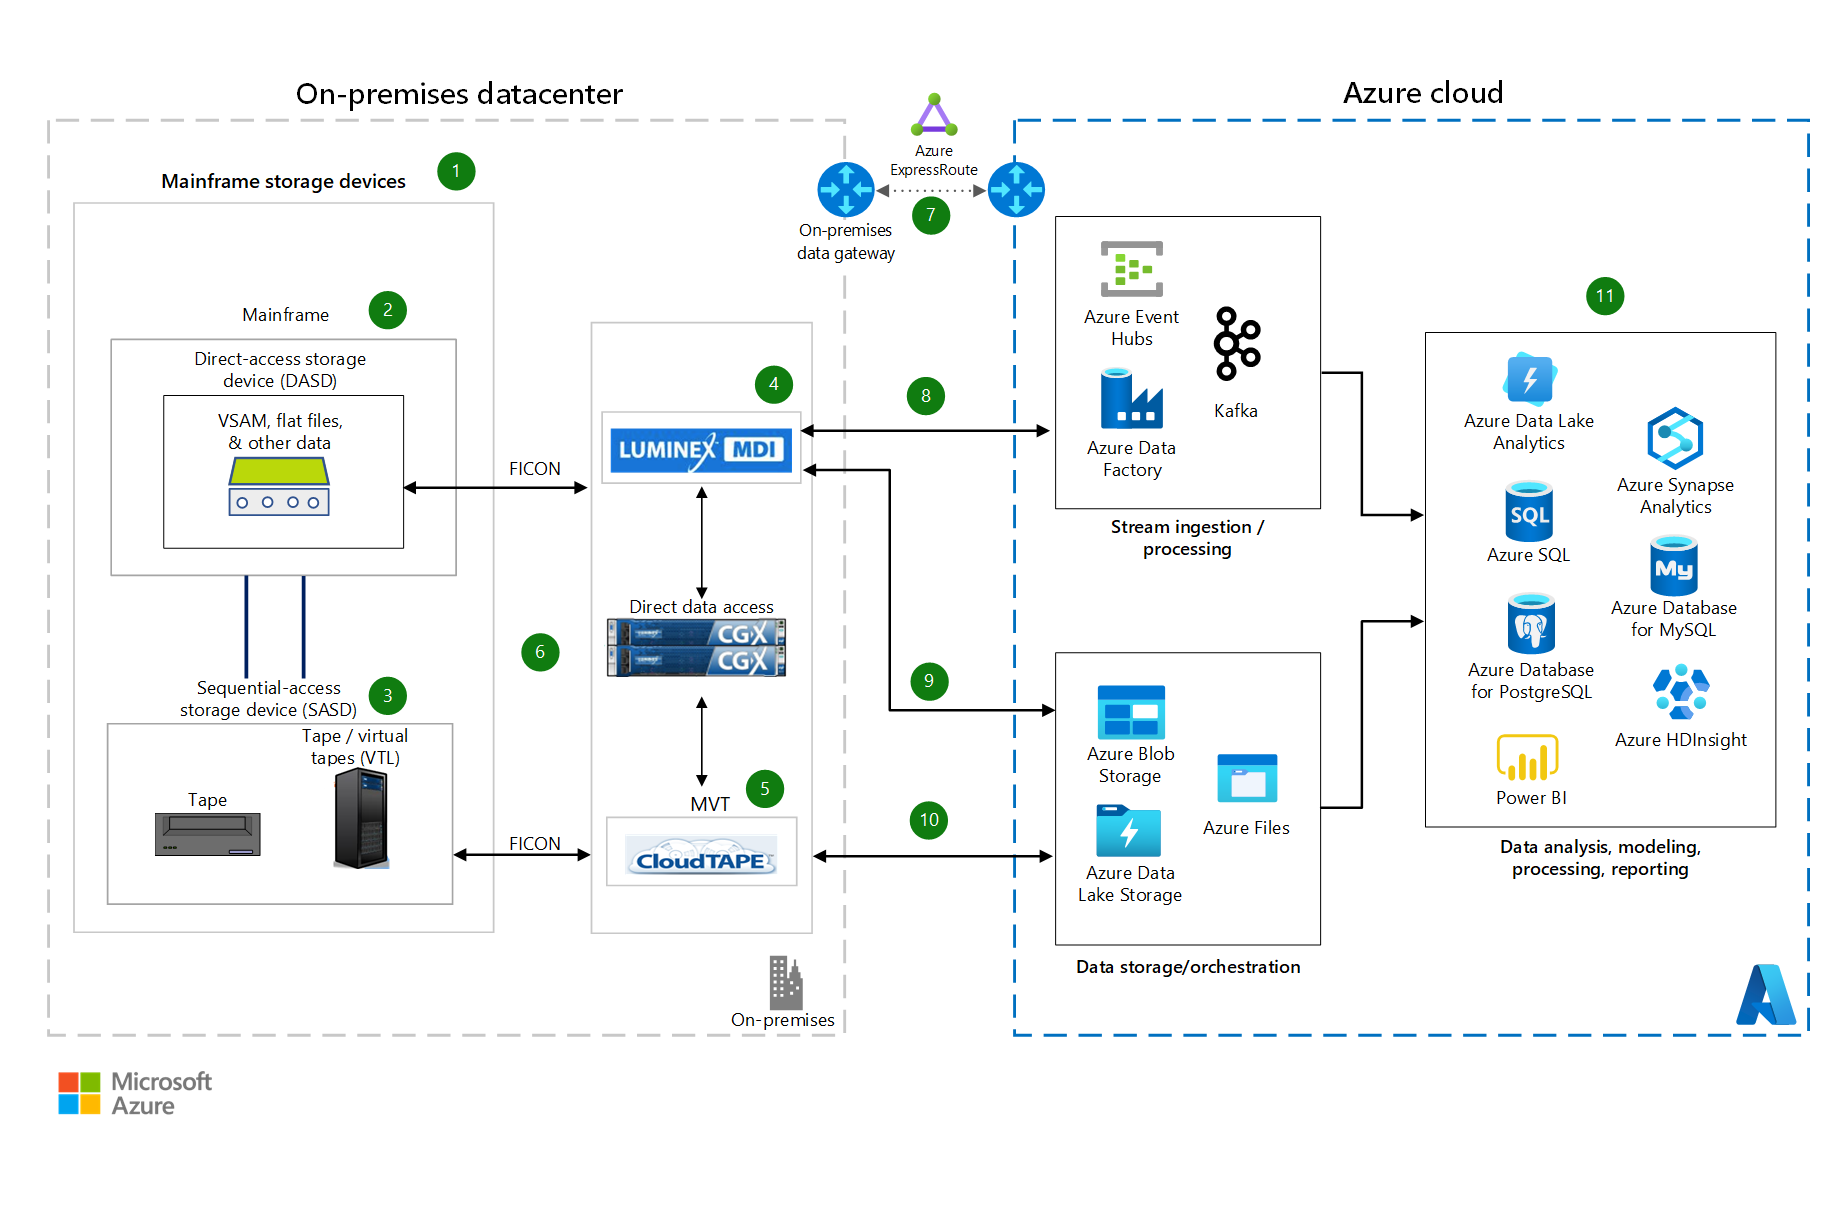 On-premises datacenter
Azure cloud
Mainframe storage devices
1
Azure
ExpressRoute
7
On-premises
data gateway
Mainframe
2
Direct-access storage
device (DASD)
VSAM, flat files,
& other data
FICON
Sequential-access
storage device (SASD)
3
Tape / virtual
tapes (VTL)
Tape
FICON
4
LUMINEX MDI
Direct data access
CGX
CGX
6
MVT
5
CloudTAPE
On-premises
8
9
10
Azure Event
Hubs
Kafka
Azure Data
Factory
Stream ingestion /
processing
Azure Blob
Storage
Azure Files
Azure Data
Lake Storage
Data storage/orchestration
11
Azure Data Lake
Analytics
Azure Synapse
Analytics
SQL
Azure SQL
My
Azure Database
for MySQL
Azure Database
for PostgreSQL
Azure HDInsight
Power BI
Data analysis, modeling,
processing, reporting
Microsoft
Azure